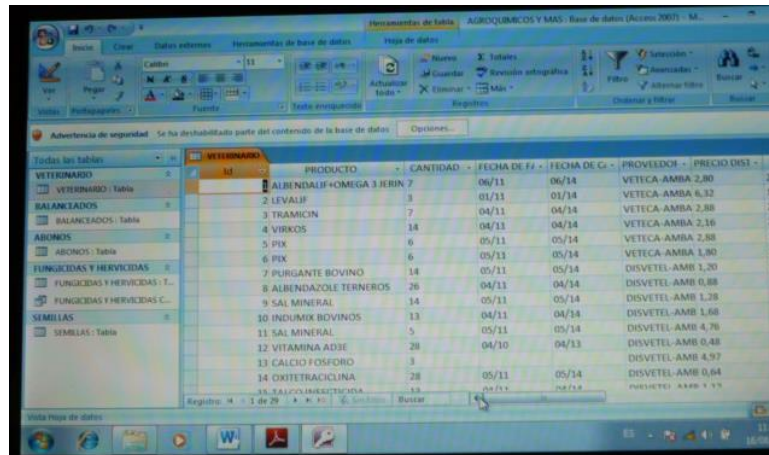 Herramientas de tabla AGROQUIMICOS Y MAS : Base de datos (Access 2007) - M...
Inicio Crear Datos externos Herramientas de base de datos Hoja de datos
Calibri 11
Nuevo Totales
Guardar Revisión ortográfica
Eliminar Más
Ver Pegar N K S Actualizar todo Filtro Selección Avanzadas Alternar filtro Buscar
Vistas Portapapeles Fuente Texto enriquecido Registros Ordenar y filtrar Buscar
Advertencia de seguridad Se ha deshabilitado parte del contenido de la base de datos Opciones...
Todas las tablas
VETERINARIO
VETERINARIO : Tabla
BALANCEADOS
BALANCEADOS : Tabla
ABONOS
ABONOS : Tabla
FUNGICIDAS Y HERVICIDAS
FUNGICIDAS Y HERVICIDAS : T...
FUNGICIDAS Y HERVICIDAS C...
SEMILLAS
SEMILLAS : Tabla
VETERINARIO
Id PRODUCTO CANTIDAD FECHA DE FA FECHA DE CA PROVEEDOR PRECIO DIST
1 ALBENDALIF+OMEGA 3 JERIN 7 06/11 06/14 VETECA-AMBA 2,80
2 LEVALIF 3 01/11 01/14 VETECA-AMBA 6,32
3 TRAMICIN 7 04/11 04/14 VETECA-AMBA 2,88
4 VIRKOS 14 04/11 04/14 VETECA-AMBA 2,16
5 PIX 6 05/11 05/14 VETECA-AMBA 2,88
6 PIX 6 05/11 05/14 VETECA-AMBA 1,80
7 PURGANTE BOVINO 14 05/11 05/14 DISVETEL-AMB 1,20
8 ALBENDAZOLE TERNEROS 26 04/11 04/14 DISVETEL-AMB 0,88
9 SAL MINERAL 14 05/11 05/14 DISVETEL-AMB 1,28
10 INDUMIX BOVINOS 13 04/11 04/14 DISVETEL-AMB 1,68
11 SAL MINERAL 5 05/11 05/14 DISVETEL-AMB 4,76
12 VITAMINA AD3E 28 04/10 04/13 DISVETEL-AMB 0,48
13 CALCIO FOSFORO 3 DISVETEL-AMB 4,97
14 OXITETRACICLINA 28 05/11 05/14 DISVETEL-AMB 0,64
15 TALCO INSECTICIDA 04/11 04/14 DISVETEL-AMB
Registro: 1 de 29 Sin filtro Buscar
Vista Hoja de datos
ES